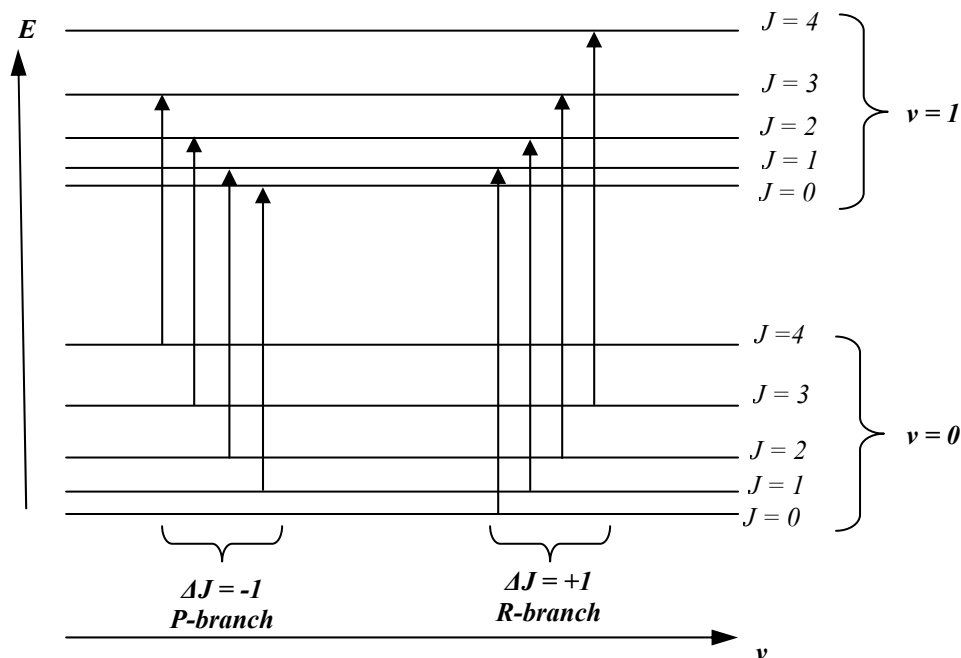 E
J = 4
J = 3
v = 1
J = 2
J = 1
J = 0
J =4
J = 3
v = 0
J = 2
J = 1
J = 0
ΔJ = -1
P-branch
ΔJ = +1
R-branch
ν